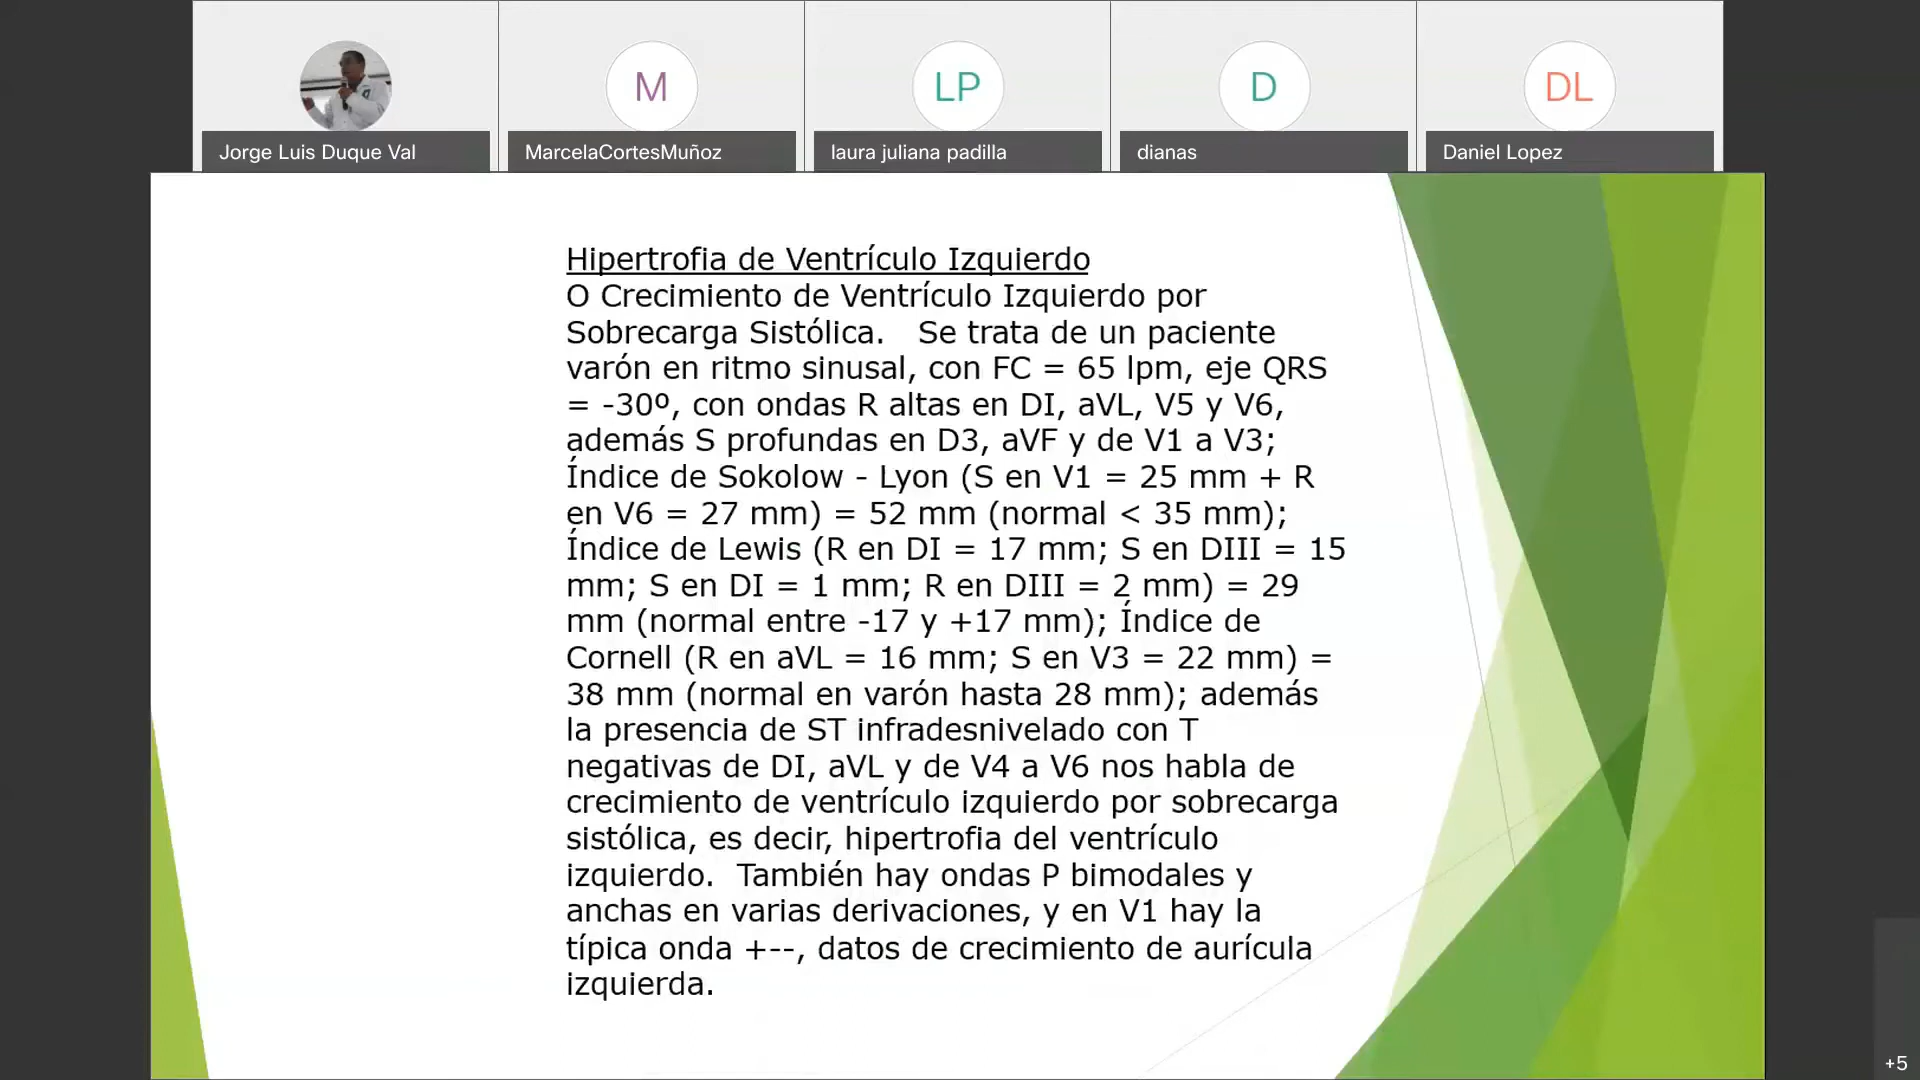 M
LP
D
DL
Jorge Luis Duque Val
MarcelaCortesMuñoz
laura juliana padilla
dianas
Daniel Lopez
Hipertrofia de Ventrículo Izquierdo
O Crecimiento de Ventrículo Izquierdo por
Sobrecarga Sistólica.   Se trata de un paciente
varón en ritmo sinusal, con FC = 65 lpm, eje QRS
= -30º, con ondas R altas en DI, aVL, V5 y V6,
además S profundas en D3, aVF y de V1 a V3;
Índice de Sokolow - Lyon (S en V1 = 25 mm + R
en V6 = 27 mm) = 52 mm (normal < 35 mm);
Índice de Lewis (R en DI = 17 mm; S en DIII = 15
mm; S en DI = 1 mm; R en DIII = 2 mm) = 29
mm (normal entre -17 y +17 mm); Índice de
Cornell (R en aVL = 16 mm; S en V3 = 22 mm) =
38 mm (normal en varón hasta 28 mm); además
la presencia de ST infradesnivelado con T
negativas de DI, aVL y de V4 a V6 nos habla de
crecimiento de ventrículo izquierdo por sobrecarga
sistólica, es decir, hipertrofia del ventrículo
izquierdo.  También hay ondas P bimodales y
anchas en varias derivaciones, y en V1 hay la
típica onda +--, datos de crecimiento de aurícula
izquierda.
+5